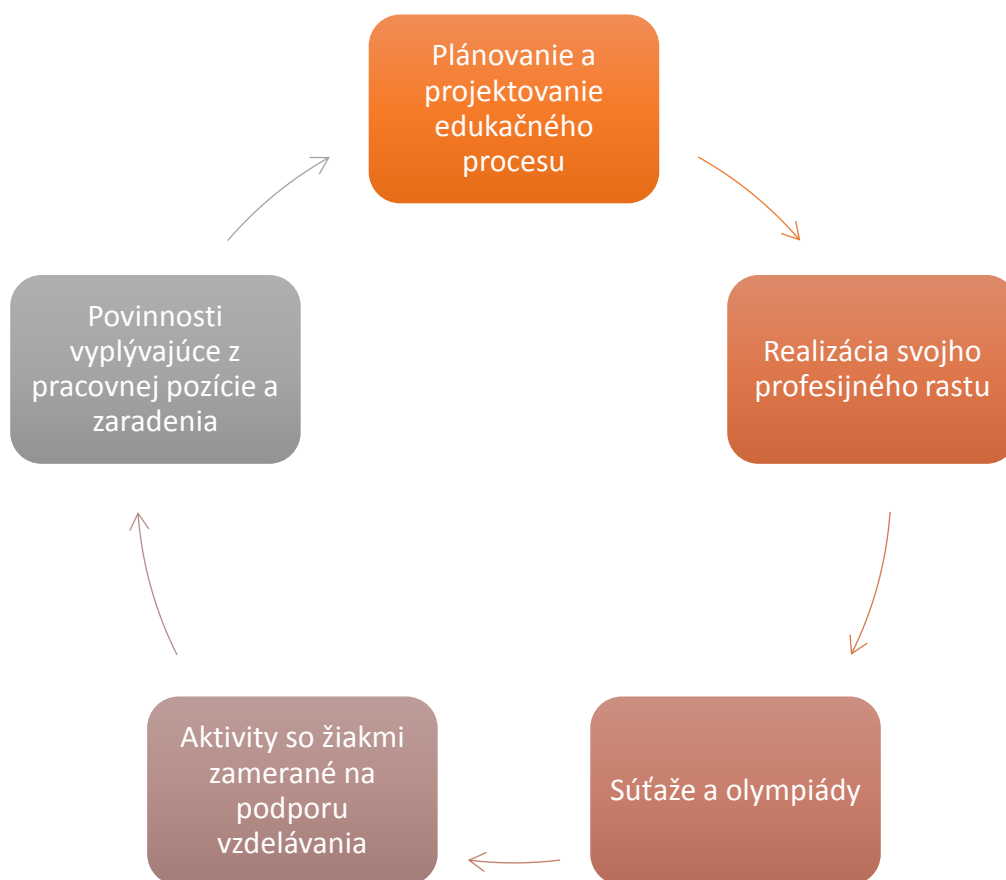 Plánovanie a
projektovanie
edukačného
procesu
Realizácia svojho
profesijného rastu
Súťaže a olympiády
Aktivity so žiakmi
zamerané na
podporu
vzdelávania
Povinnosti
vyplývajúce z
pracovnej pozície a
zaradenia